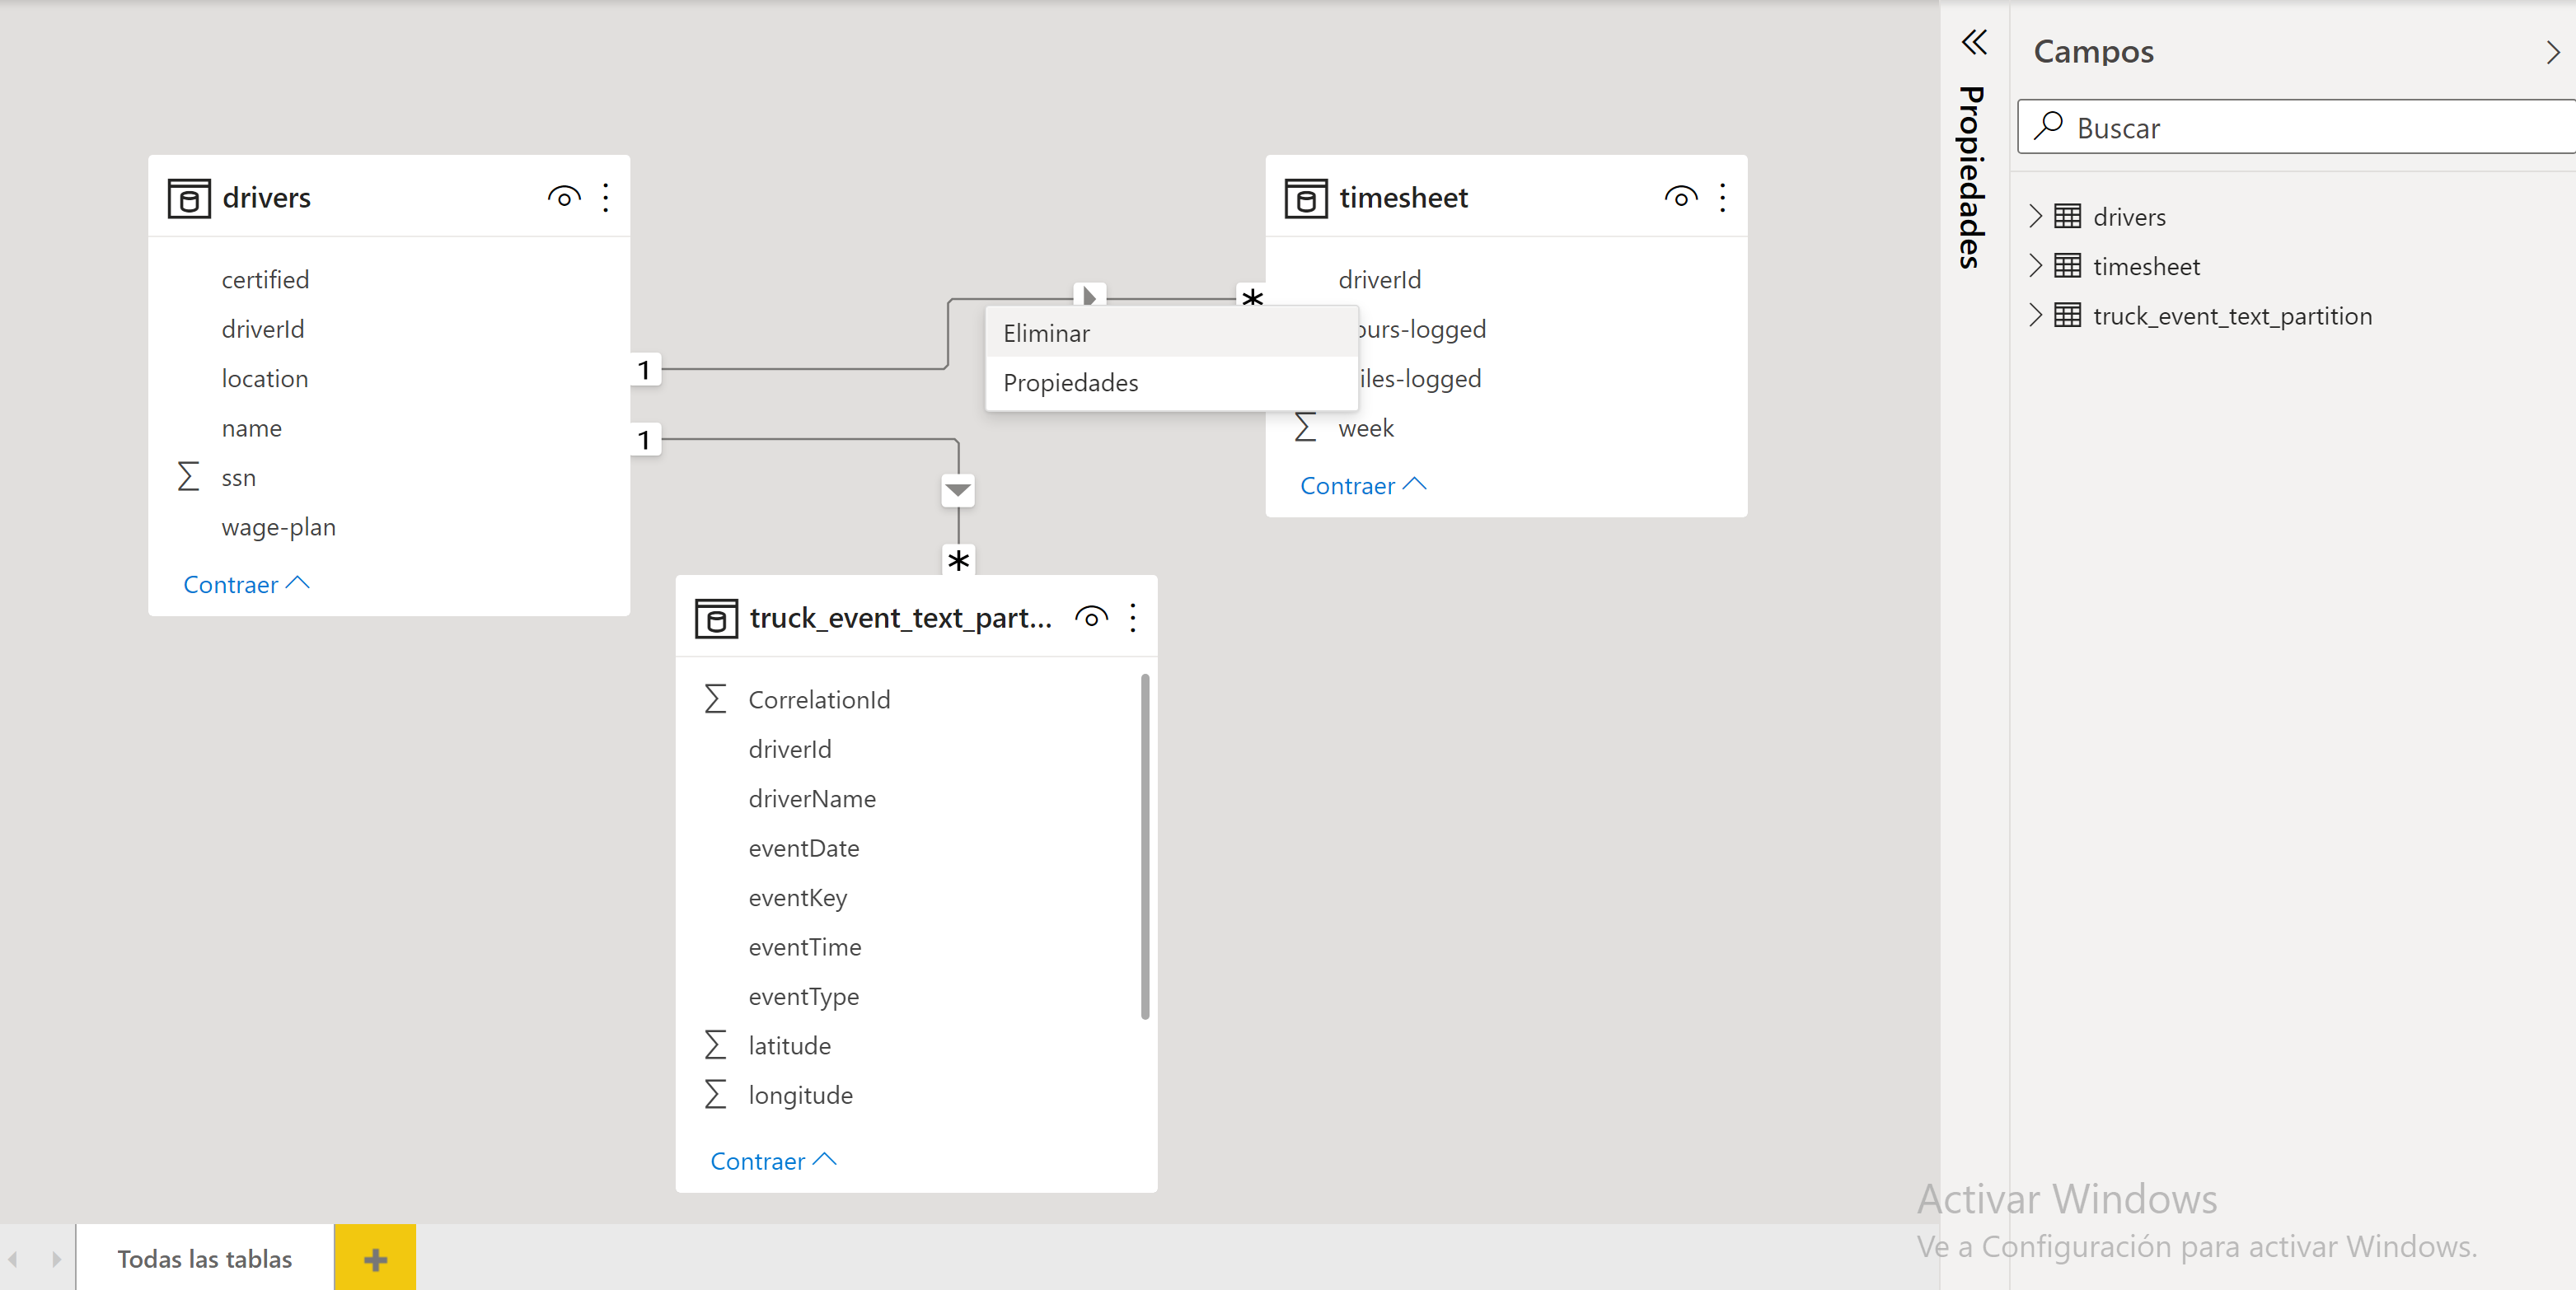 drivers
certified
driverId
location
name
ssn
wage-plan
Contraer
1
1
*
*
Eliminar
Propiedades
timesheet
driverId
ours-logged
iles-logged
week
Contraer
truck_event_text_part...
CorrelationId
driverId
driverName
eventDate
eventKey
eventTime
eventType
latitude
longitude
Contraer
Todas las tablas
Propiedades
Campos
Buscar
drivers
timesheet
truck_event_text_partition
Activar Windows
Ve a Configuración para activar Windows.